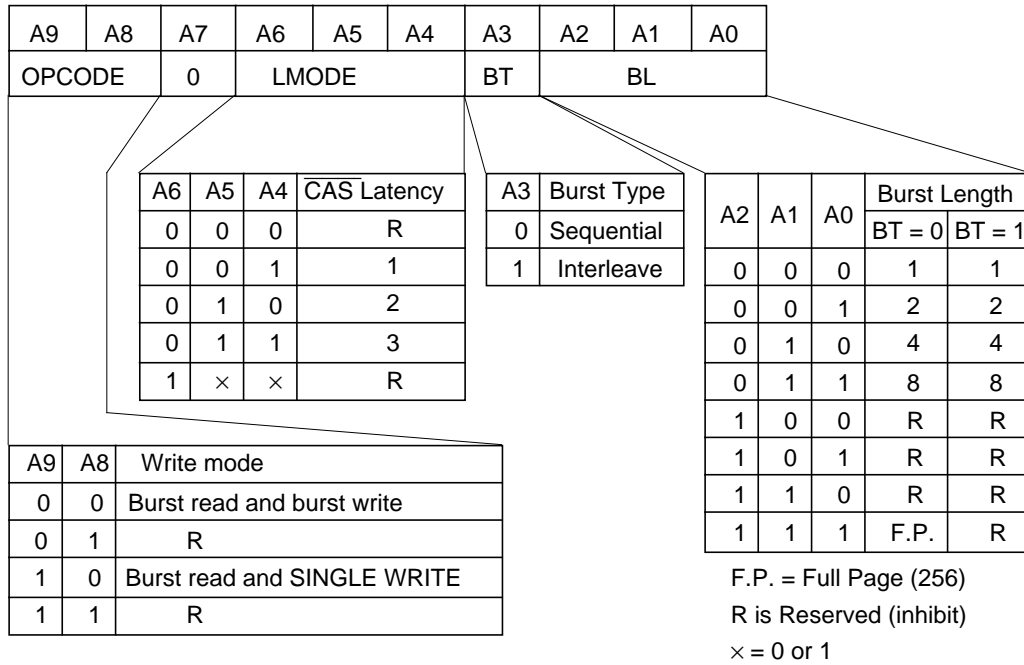 A9 A8 A7 A6 A5 A4 A3 A2 A1 A0
OPCODE 0 LMODE BT BL
A6 A5 A4 CAS Latency
0 0 0 R
0 0 1 1
0 1 0 2
0 1 1 3
1 × × R
A3 Burst Type
0 Sequential
1 Interleave
A2 A1 A0 Burst Length
BT = 0 BT = 1
0 0 0 1 1
0 0 1 2 2
0 1 0 4 4
0 1 1 8 8
1 0 0 R R
1 0 1 R R
1 1 0 R R
1 1 1 F.P. R
A9 A8 Write mode
0 0 Burst read and burst write
0 1 R
1 0 Burst read and SINGLE WRITE
1 1 R
F.P. = Full Page (256)
R is Reserved (inhibit)
× = 0 or 1